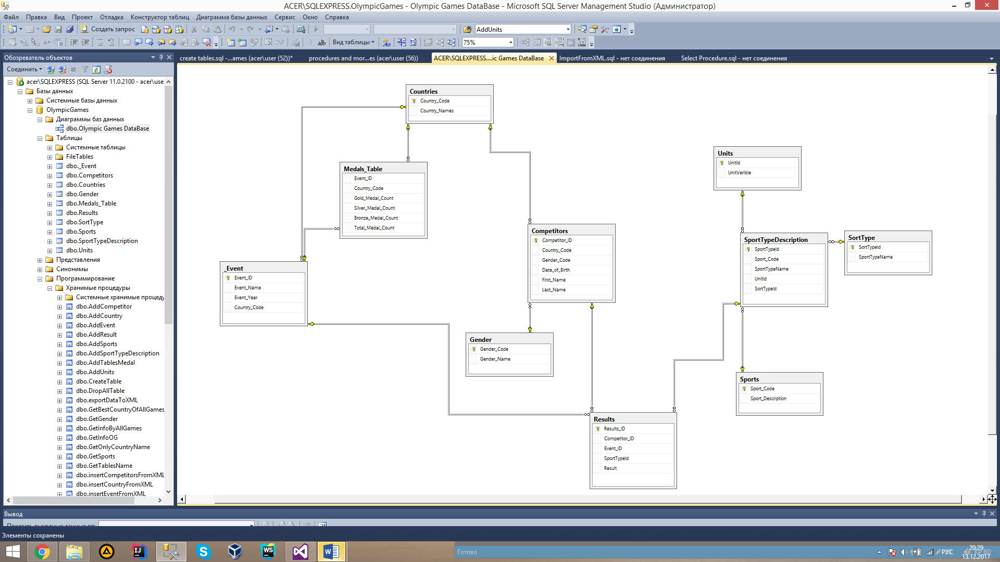 ACER\SQLEXPRESS.OlympicGames - Olympic Games DataBase - Microsoft SQL Server Management Studio (Администратор)
Файл Правка Вид Проект Отладка Конструктор таблиц Диаграмма базы данных Сервис Окно Справка
Создать запрос AddUnits
ab| Вид таблицы 75%
Обозреватель объектов
create tables.sql -...ames (acer\user (52))* procedures and mor...es (acer\user (56)) ACER\SQLEXPRESS....ic Games DataBase ImportFromXML.sql - нет соединения Select Procedure.sql - нет соединения
Соединить
acer\SQLEXPRESS (SQL Server 11.0.2100 - acer\use
Базы данных
Системные базы данных
OlympicGames
Диаграммы баз данных
dbo.Olympic Games DataBase
Таблицы
Системные таблицы
FileTables
dbo._Event
dbo.Competitors
dbo.Countries
dbo.Gender
dbo.Medals_Table
dbo.Results
dbo.SortType
dbo.Sports
dbo.SportTypeDescription
dbo.Units
Представления
Синонимы
Программирование
Хранимые процедуры
Системные хранимые процеду
dbo.AddCompetitor
dbo.AddCountry
dbo.AddEvent
dbo.AddResult
dbo.AddSports
dbo.AddSportTypeDescription
dbo.AddTablesMedal
dbo.AddUnits
dbo.CreateTable
dbo.DropAllTable
dbo.exportDataToXML
dbo.GetBestCountryOfAllGames
dbo.GetGender
dbo.GetInfoByAllGames
dbo.GetInfoOG
dbo.GetOnlyCountryName
dbo.GetSports
dbo.GetTablesName
dbo.insertCompetitorsFromXML
dbo.insertCountryFromXML
dbo.insertEventFromXML
Countries
Country_Code
Country_Names
Medals_Table
Event_ID
Country_Code
Gold_Medal_Count
Silver_Medal_Count
Bronze_Medal_Count
Total_Medal_Count
_Event
Event_ID
Event_Name
Event_Year
Country_Code
Competitors
Competitor_ID
Country_Code
Gender_Code
Date_of_Birth
First_Name
Last_Name
Gender
Gender_Code
Gender_Name
Units
UnitId
UnitVerible
SportTypeDescription
SportTypeId
Sport_Code
SportTypeName
UnitId
SortTypeId
SortType
SortTypeId
SportTypeName
Sports
Sport_Code
Sport_Description
Results
Results_ID
Competitor_ID
Event_ID
SportTypeId
Result
Вывод
Показать выходные данные от:
Элементы сохранены
Готово
РУС
20:29
13.12.2017